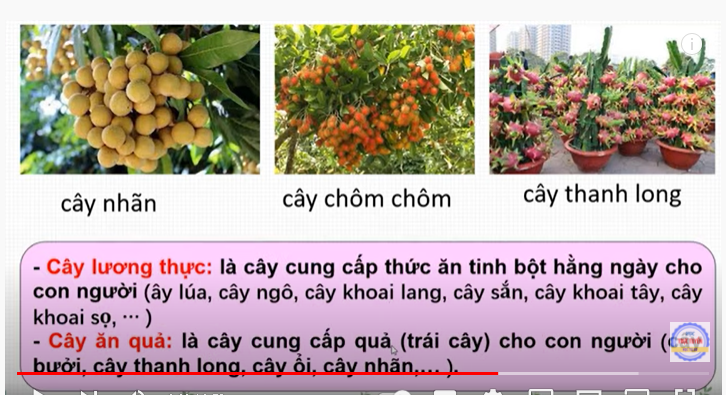 cây nhãn
cây chôm chôm
cây thanh long
- Cây lương thực: là cây cung cấp thức ăn tinh bột hằng ngày cho
con người (ây lúa, cây ngô, cây khoai lang, cây sắn, cây khoai tây, cây
khoai sọ, ... )
- Cây ăn quả: là cây cung cấp quả (trái cây) cho con người (
bưởi, cây thanh long, cây ổi, cây nhãn,... ).